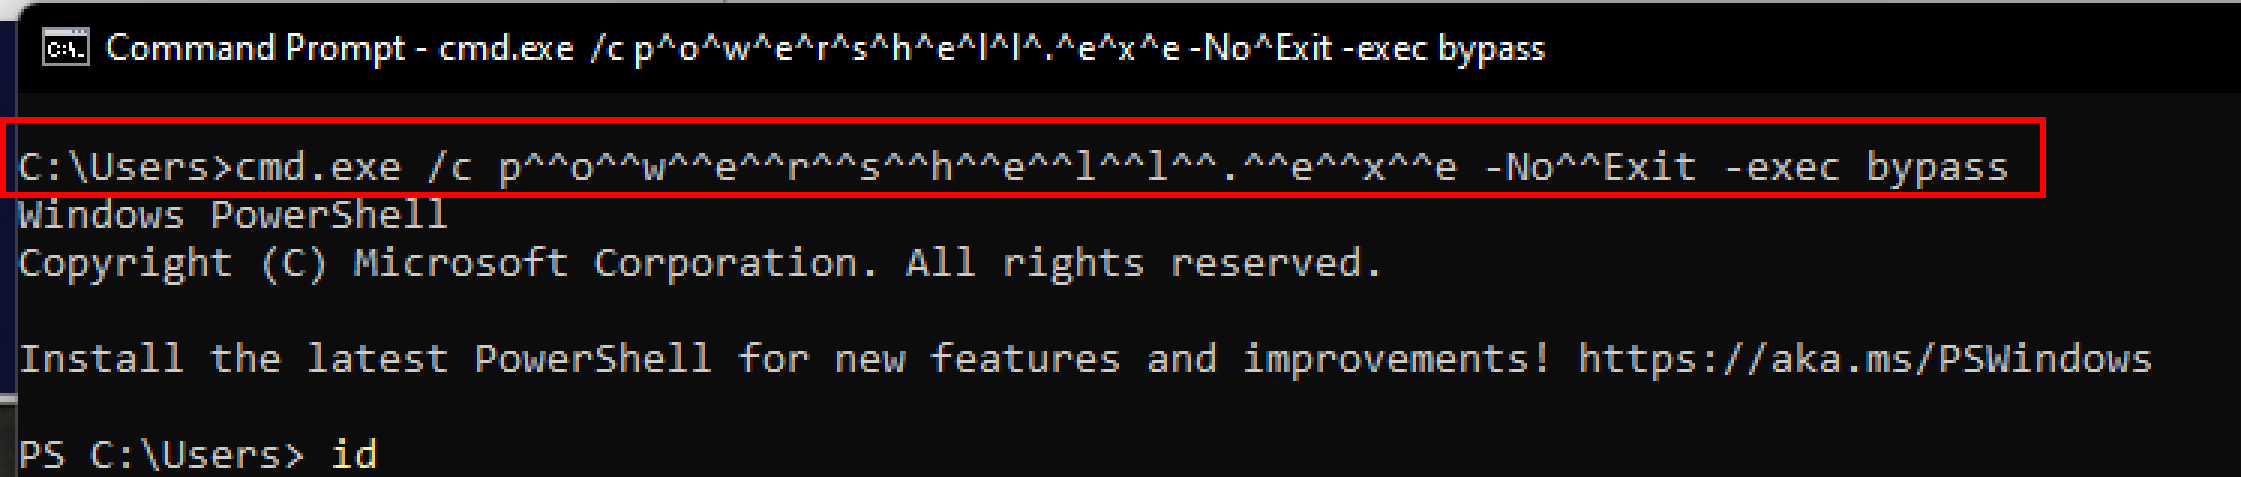 Command Prompt - cmd.exe /c p^o^w^e^r^s^h^e^l^l^.^e^x^e -No^Exit -exec bypass
C:\Users>cmd.exe /c p^^o^^w^^e^^r^^s^^h^^e^^l^^l^^.^^e^^x^^e -No^^Exit -exec bypass
Windows PowerShell
Copyright (C) Microsoft Corporation. All rights reserved.
Install the latest PowerShell for new features and improvements! https://aka.ms/PSWindows
PS C:\Users> id